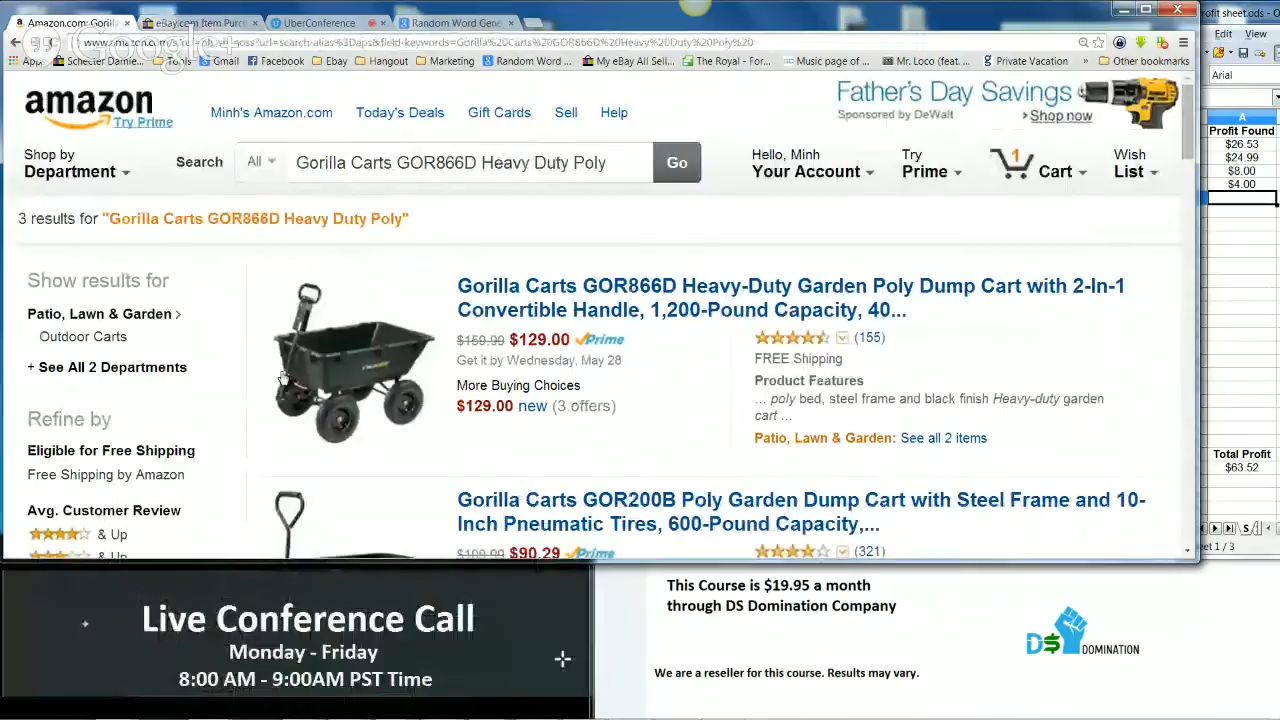 Amazon.com: Gorilla
eBay.com Item Purc
UberConference
Random Word Gene
Google+
Schecter Damie...
Gmail
Facebook
Ebay
Hangout
Marketing
Random Word ...
My eBay All Sell...
The Royal - For...
Music page of ...
Mr. Loco (feat. ...
Private Vacation
»
Other bookmarks
Edit View
Arial
amazon
Try Prime
Minh's Amazon.com
Today's Deals
Gift Cards
Sell
Help
Father's Day Savings
Sponsored by DeWalt
› Shop now
Shop by
Department
Search
All
Gorilla Carts GOR866D Heavy Duty Poly
Go
Hello, Minh
Your Account
Try
Prime
1
Cart
Wish
List
3 results for "Gorilla Carts GOR866D Heavy Duty Poly"
Show results for
Patio, Lawn & Garden ›
Outdoor Carts
+ See All 2 Departments
Refine by
Eligible for Free Shipping
Free Shipping by Amazon
Avg. Customer Review
& Up
& Up
Gorilla Carts GOR866D Heavy-Duty Garden Poly Dump Cart with 2-In-1
Convertible Handle, 1,200-Pound Capacity, 40...
$159.99 $129.00 Prime
Get it by Wednesday, May 28
More Buying Choices
$129.00 new (3 offers)
(155)
FREE Shipping
Product Features
... poly bed, steel frame and black finish Heavy-duty garden
cart ...
Patio, Lawn & Garden: See all 2 items
Gorilla Carts GOR200B Poly Garden Dump Cart with Steel Frame and 10-
Inch Pneumatic Tires, 600-Pound Capacity,...
$90.29 Prime
(321)
A
Profit Found
$26.53
$24.99
$8.00
$4.00
Total Profit
$63.52
Live Conference Call
Monday - Friday
8:00 AM - 9:00AM PST Time
This Course is $19.95 a month
through DS Domination Company
D$ DOMINATION
We are a reseller for this course. Results may vary.